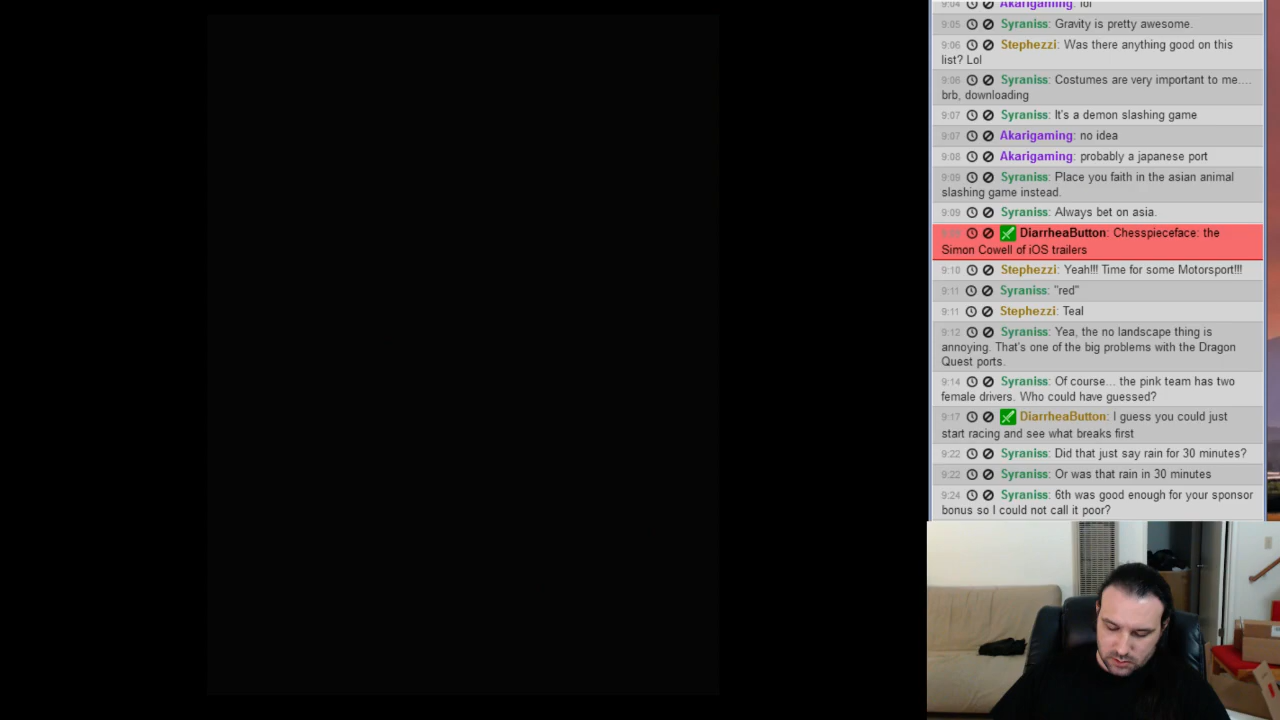 9:04 Akarigaming: lol
9:05 Syraniss: Gravity is pretty awesome.
9:06 Stephezzi: Was there anything good on this
list? Lol
9:06 Syraniss: Costumes are very important to me....
brb, downloading
9:07 Syraniss: It's a demon slashing game
9:07 Akarigaming: no idea
9:08 Akarigaming: probably a japanese port
9:09 Syraniss: Place you faith in the asian animal
slashing game instead.
9:09 Syraniss: Always bet on asia.
DiarrheaButton: Chesspieceface: the
Simon Cowell of iOS trailers
9:10 Stephezzi: Yeah!!! Time for some Motorsport!!!
9:11 Syraniss: "red"
9:11 Stephezzi: Teal
9:12 Syraniss: Yea, the no landscape thing is
annoying. That's one of the big problems with the Dragon
Quest ports.
9:14 Syraniss: Of course... the pink team has two
female drivers. Who could have guessed?
9:17 DiarrheaButton: I guess you could just
start racing and see what breaks first
9:22 Syraniss: Did that just say rain for 30 minutes?
9:22 Syraniss: Or was that rain in 30 minutes
9:24 Syraniss: 6th was good enough for your sponsor
bonus so I could not call it poor?